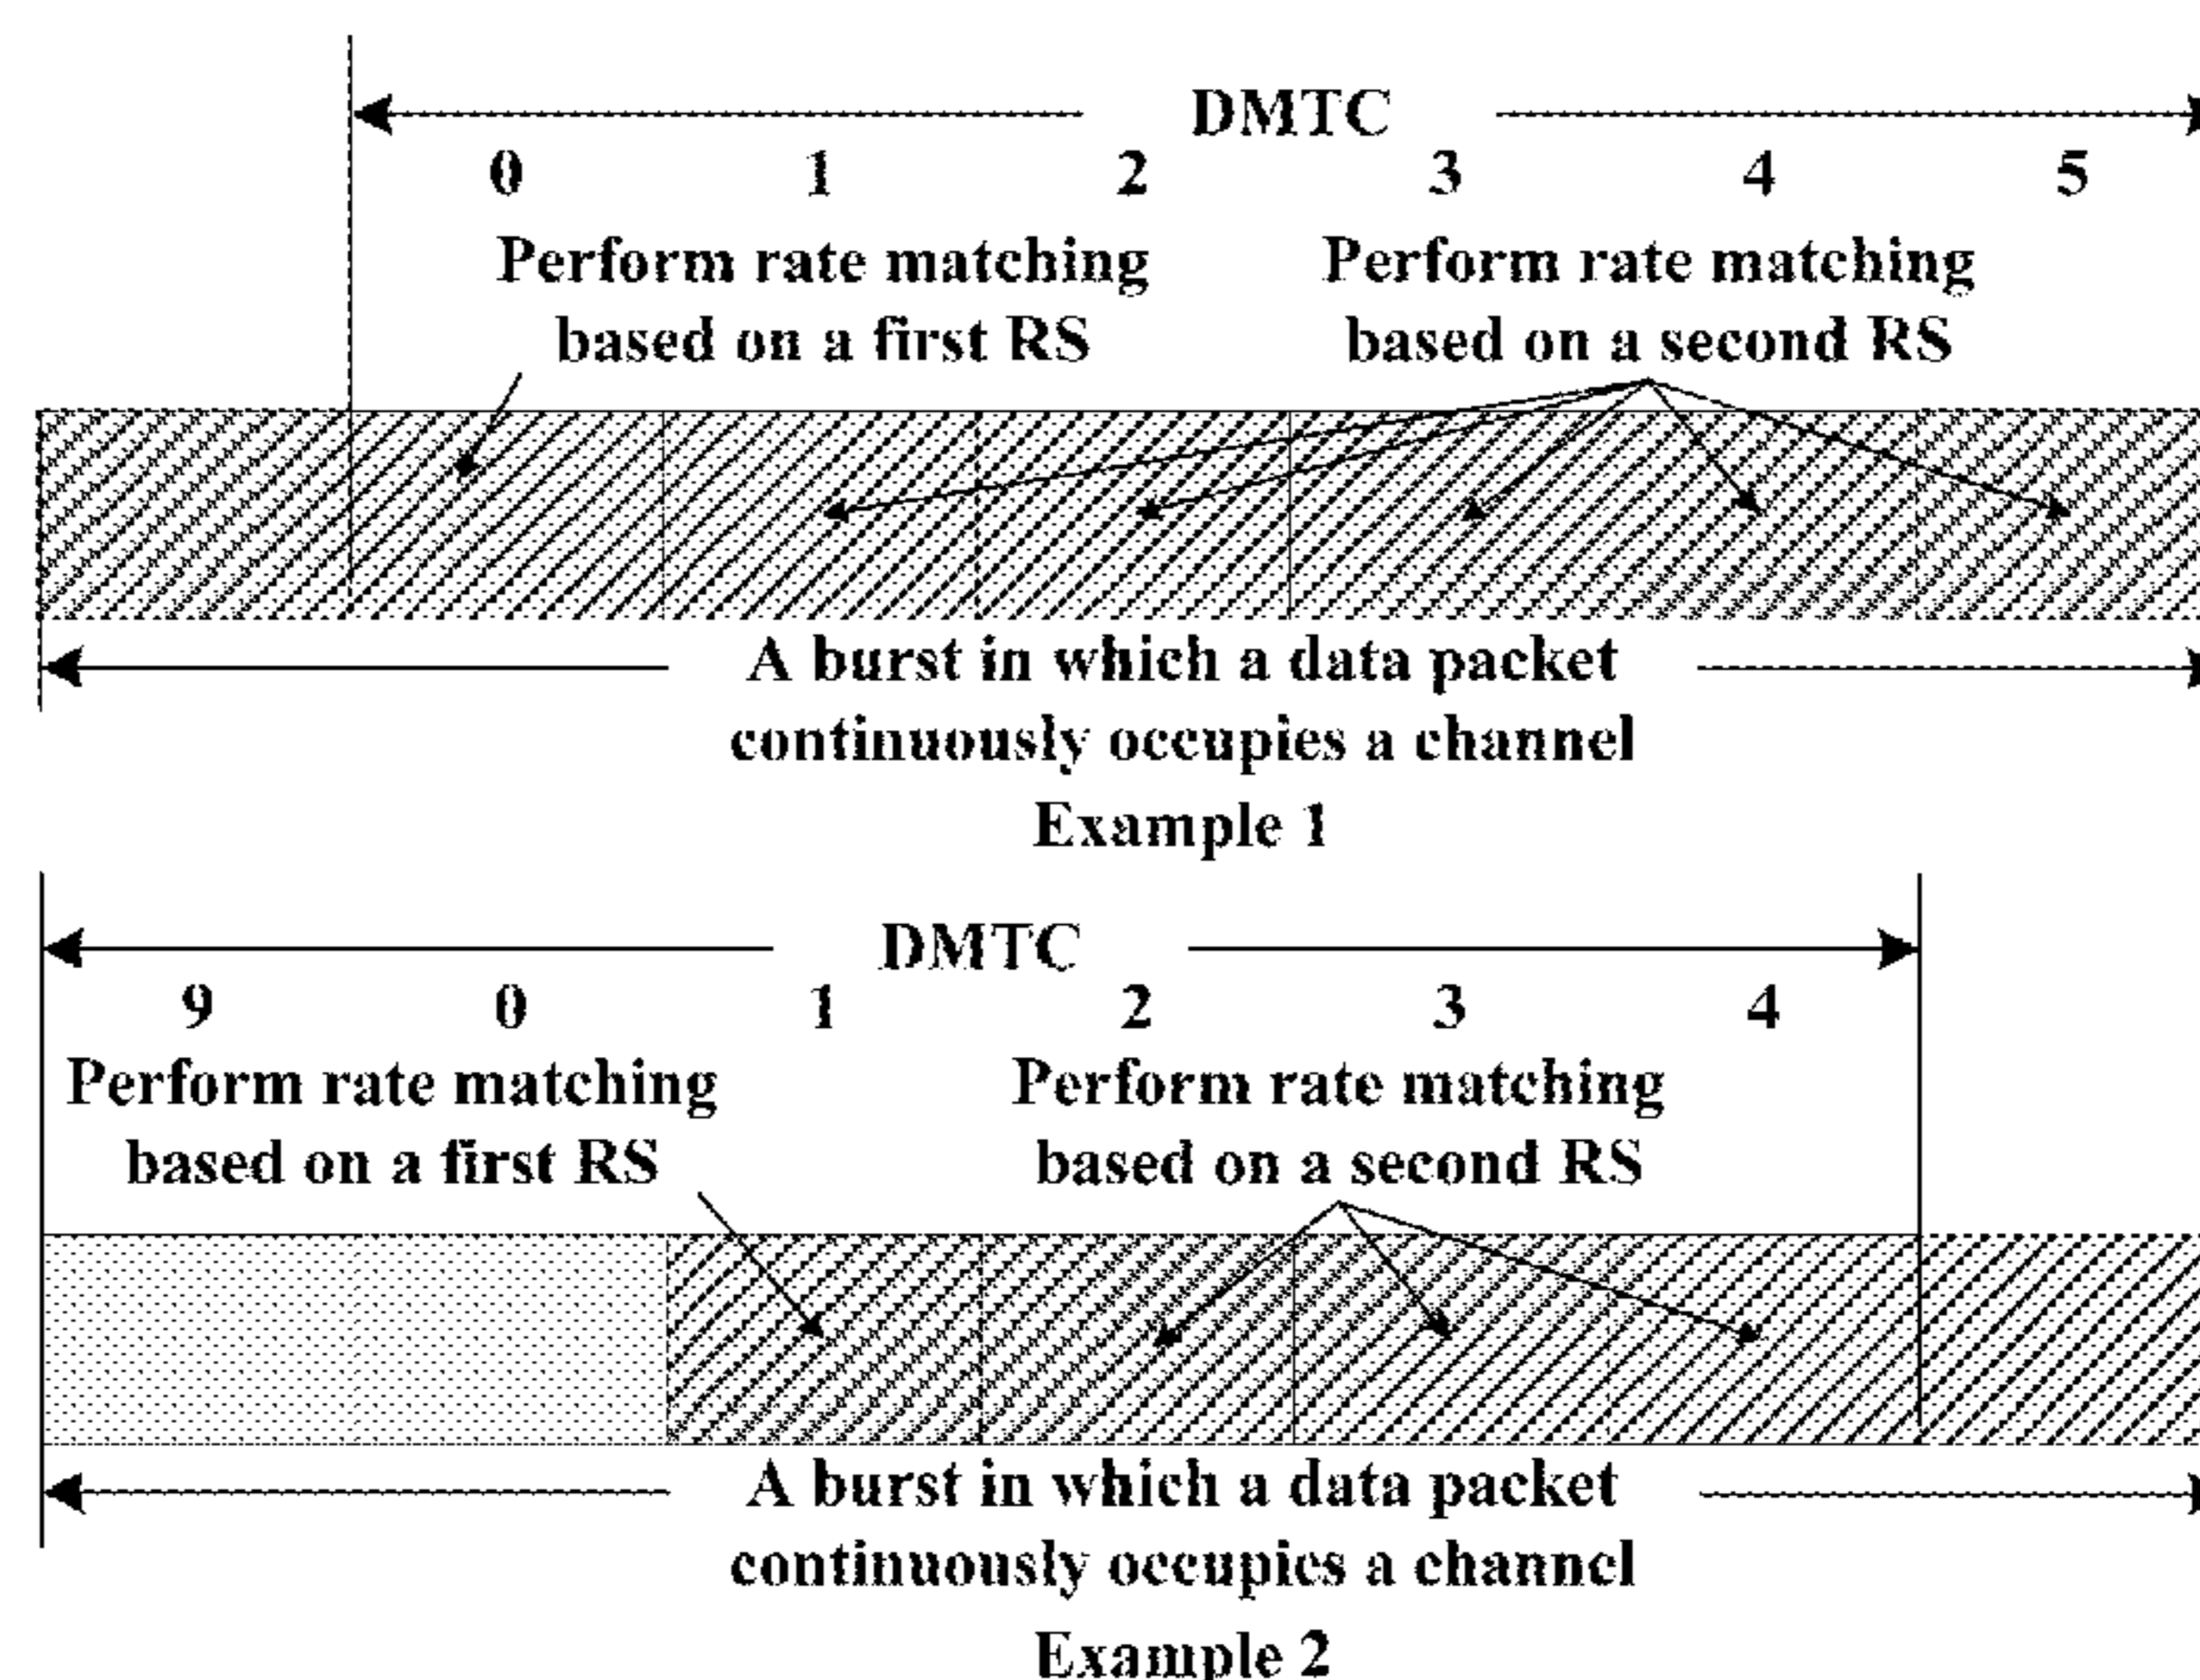 DMTC
0 1 2 3 4 5
Perform rate matching Perform rate matching
based on a first RS based on a second RS
A burst in which a data packet
continuously occupies a channel
Example 1
DMTC
9 0 1 2 3 4
Perform rate matching Perform rate matching
based on a first RS based on a second RS
A burst in which a data packet
continuously occupies a channel
Example 2